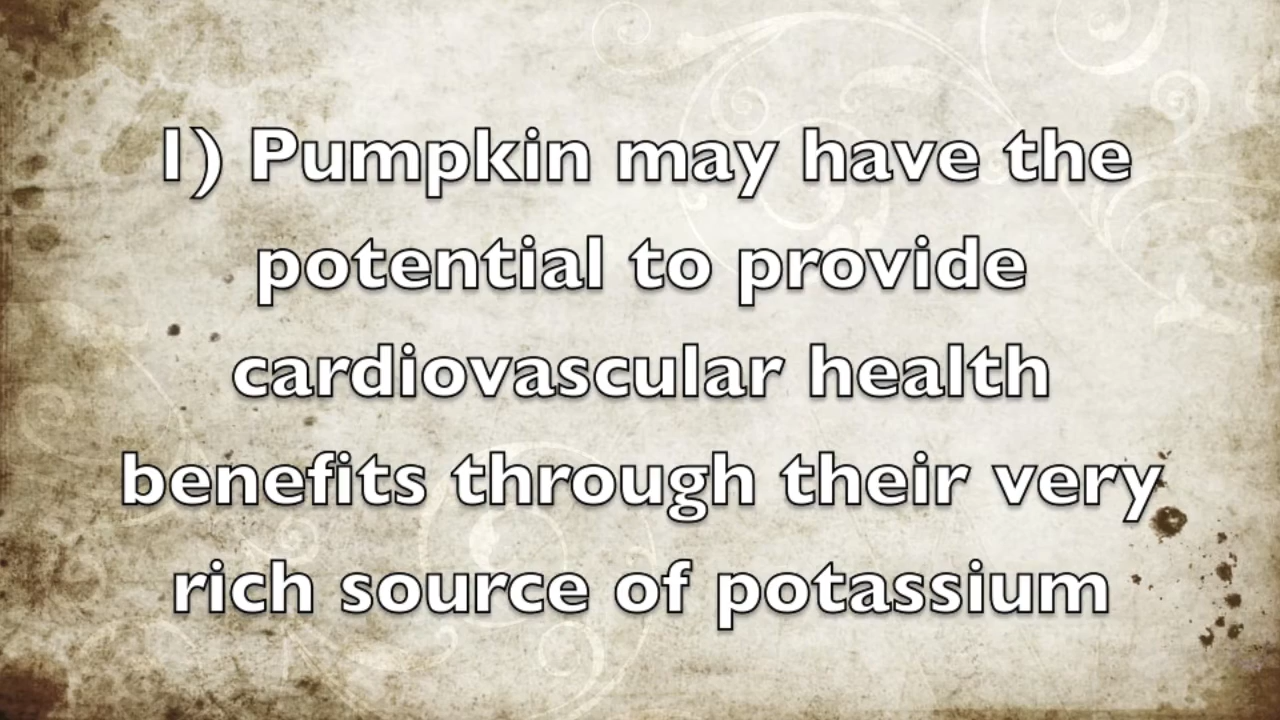 1) Pumpkin may have the
potential to provide
cardiovascular health
benefits through their very
rich source of potassium